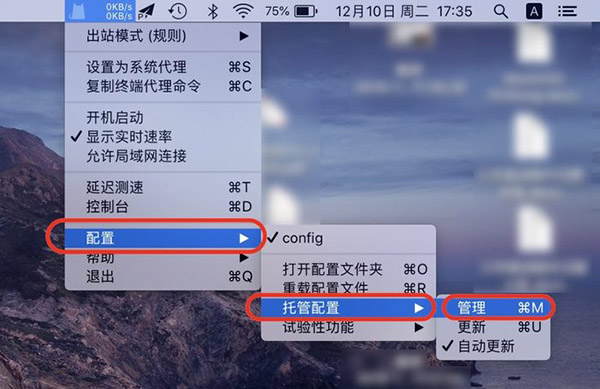 0KB/s
0KB/s
P+
75%
12月10日 周二
17:35
A
出站模式 (规则)
设置为系统代理 ⌘S
复制终端代理命令 ⌘C
开机启动
✓ 显示实时速率
允许局域网连接
延迟测速 ⌘T
控制台 ⌘D
配置
帮助
退出 ⌘Q
✓ config
打开配置文件夹 ⌘O
重载配置文件 ⌘R
托管配置
试验性功能
管理 ⌘M
更新 ⌘U
✓ 自动更新